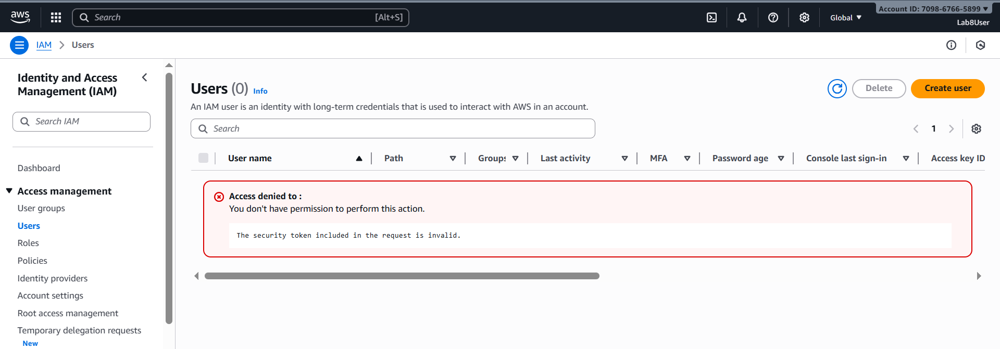 aws
Search [Alt+S]
Global
Account ID: 7098-6766-5899
Lab8User
IAM
Users
Identity and Access
Management (IAM)
Search IAM
Dashboard
Access management
User groups
Users
Roles
Policies
Identity providers
Account settings
Root access management
Temporary delegation requests
New
Users (0) Info
Delete
Create user
An IAM user is an identity with long-term credentials that is used to interact with AWS in an account.
Search
1
User name Path Groups Last activity MFA Password age Console last sign-in Access key ID
Access denied to :
You don't have permission to perform this action.
The security token included in the request is invalid.